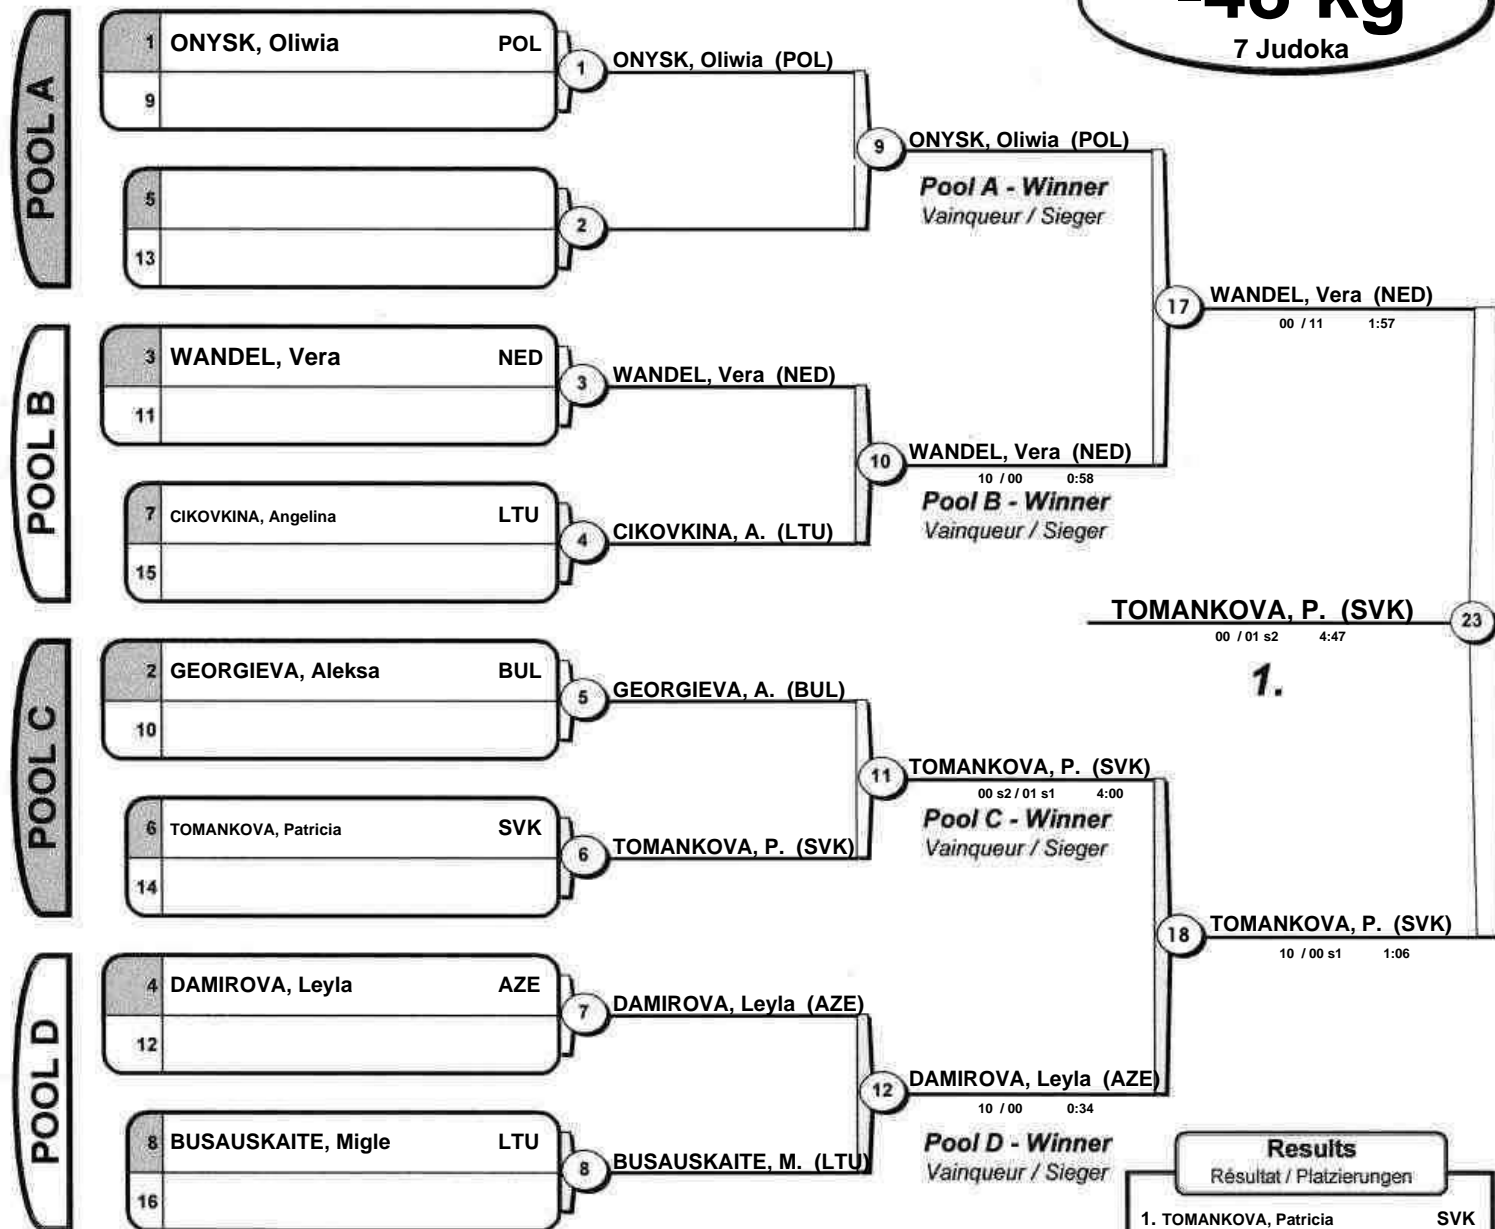 -48 kg
7 Judoka
POOL A
1 ONYSK, Oliwia POL
9
5
13
1 ONYSK, Oliwia (POL)
2
9 ONYSK, Oliwia (POL)
Pool A - Winner
Vainqueur / Sieger
POOL B
3 WANDEL, Vera NED
11
7 CIKOVKINA, Angelina LTU
15
3 WANDEL, Vera (NED)
4 CIKOVKINA, A. (LTU)
10 WANDEL, Vera (NED)
10 / 00 0:58
Pool B - Winner
Vainqueur / Sieger
17 WANDEL, Vera (NED)
00 / 11 1:57
TOMANKOVA, P. (SVK) 23
00 / 01 s2 4:47
1.
POOL C
2 GEORGIEVA, Aleksa BUL
10
6 TOMANKOVA, Patricia SVK
14
5 GEORGIEVA, A. (BUL)
6 TOMANKOVA, P. (SVK)
11 TOMANKOVA, P. (SVK)
00 s2 / 01 s1 4:00
Pool C - Winner
Vainqueur / Sieger
18 TOMANKOVA, P. (SVK)
10 / 00 s1 1:06
POOL D
4 DAMIROVA, Leyla AZE
12
8 BUSAUSKAITE, Migle LTU
16
7 DAMIROVA, Leyla (AZE)
8 BUSAUSKAITE, M. (LTU)
12 DAMIROVA, Leyla (AZE)
10 / 00 0:34
Pool D - Winner
Vainqueur / Sieger
Results
Résultat / Platzierungen
1. TOMANKOVA, Patricia SVK